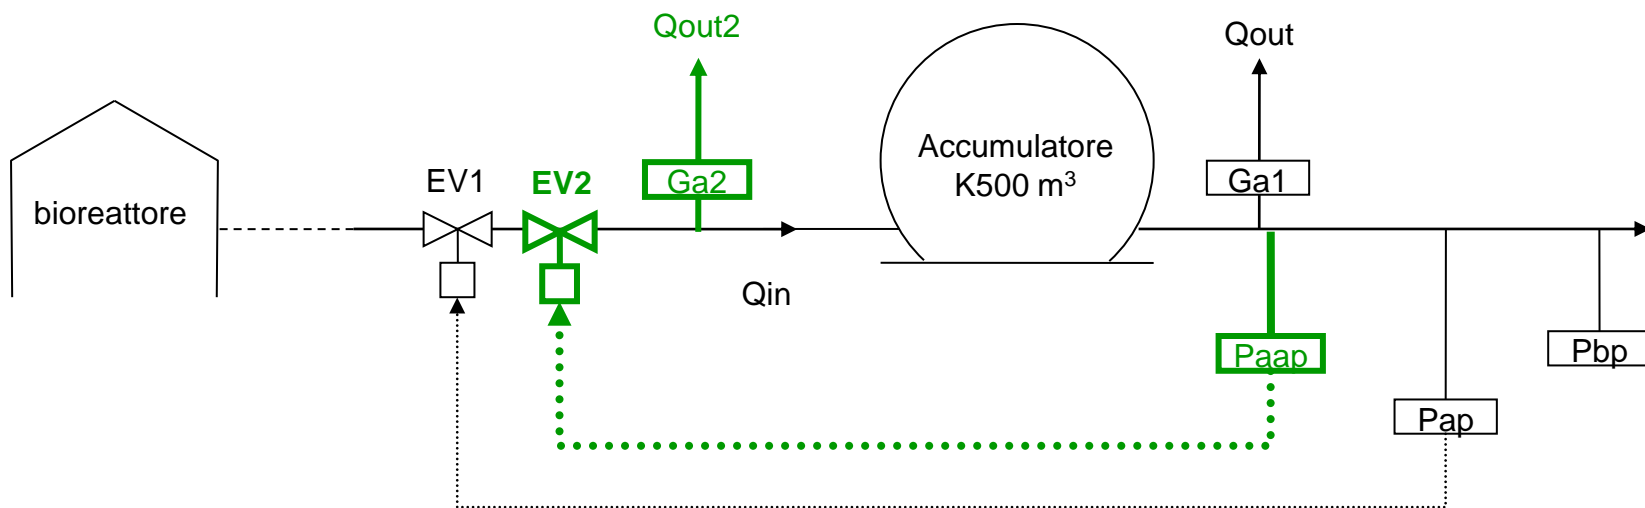 Qout2
Qout
Accumulatore
K500 m³
EV1
EV2
Ga2
Ga1
bioreattore
Qin
Paap
Pbp
Pap